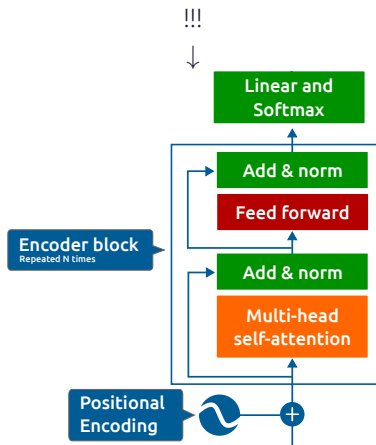 !!!
Linear and
Softmax
Add & norm
Feed forward
Encoder block
Repeated N times
Add & norm
Multi-head
self-attention
Positional
Encoding
+